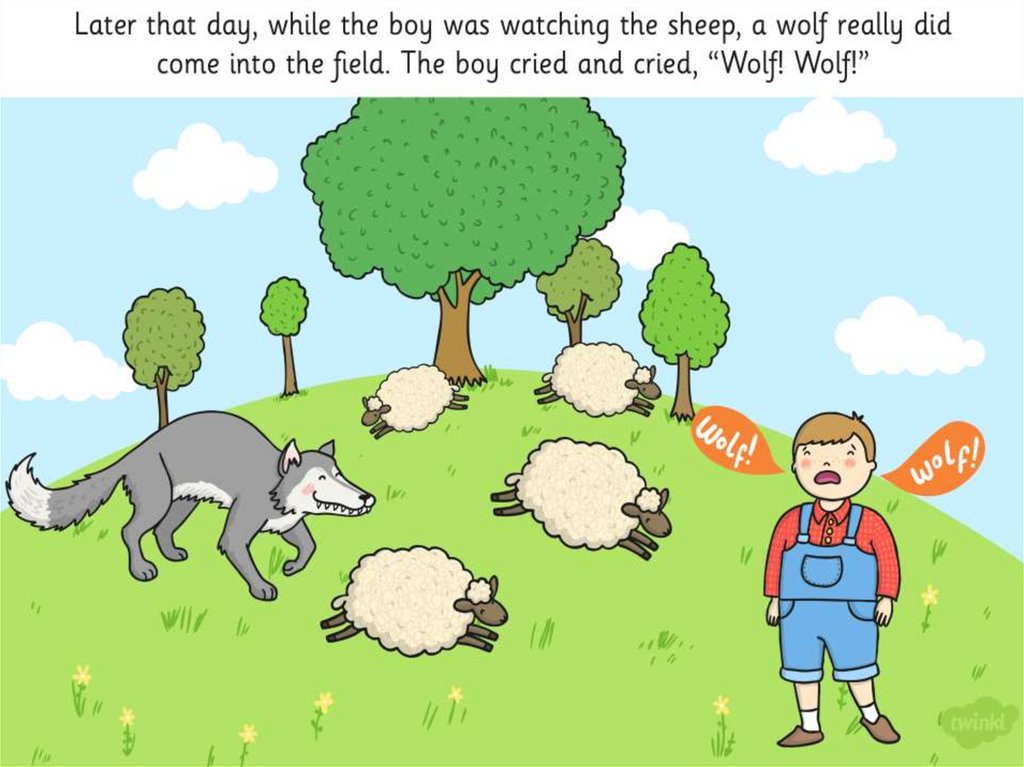 Later that day, while the boy was watching the sheep, a wolf really did
come into the field. The boy cried and cried, “Wolf! Wolf!”
Wolf!
Wolf!
twinkl